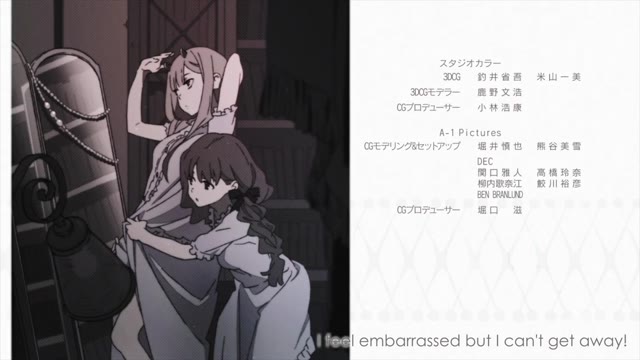 スタジオカラー
3DCG 釣井省吾 米山一美
3DCGモデラー 鹿野文浩
CGプロデューサー 小林浩康
A-1 Pictures
CGモデリング&セットアップ 堀井慎也 熊谷美雪
DEC
関口雅人 高橋玲奈
柳内歌奈江 鮫川裕彦
BEN BRANLUND
CGプロデューサー 堀口 滋
I feel embarrassed but I can't get away!